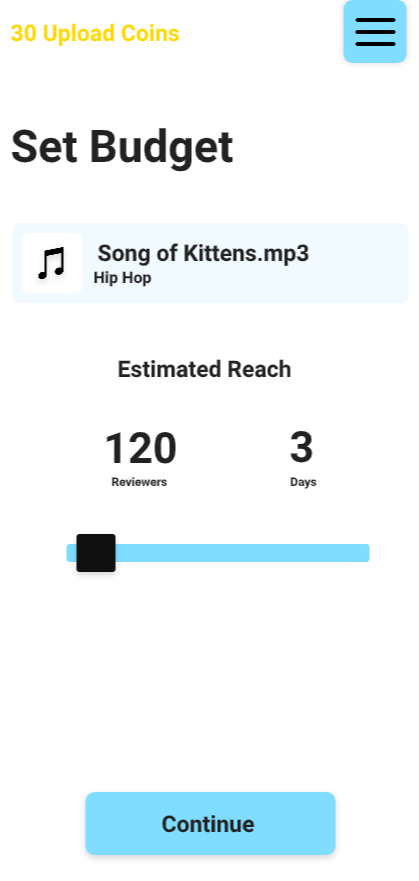 30 Upload Coins
Set Budget
Song of Kittens.mp3
Hip Hop
Estimated Reach
120 3
Reviewers Days
Continue